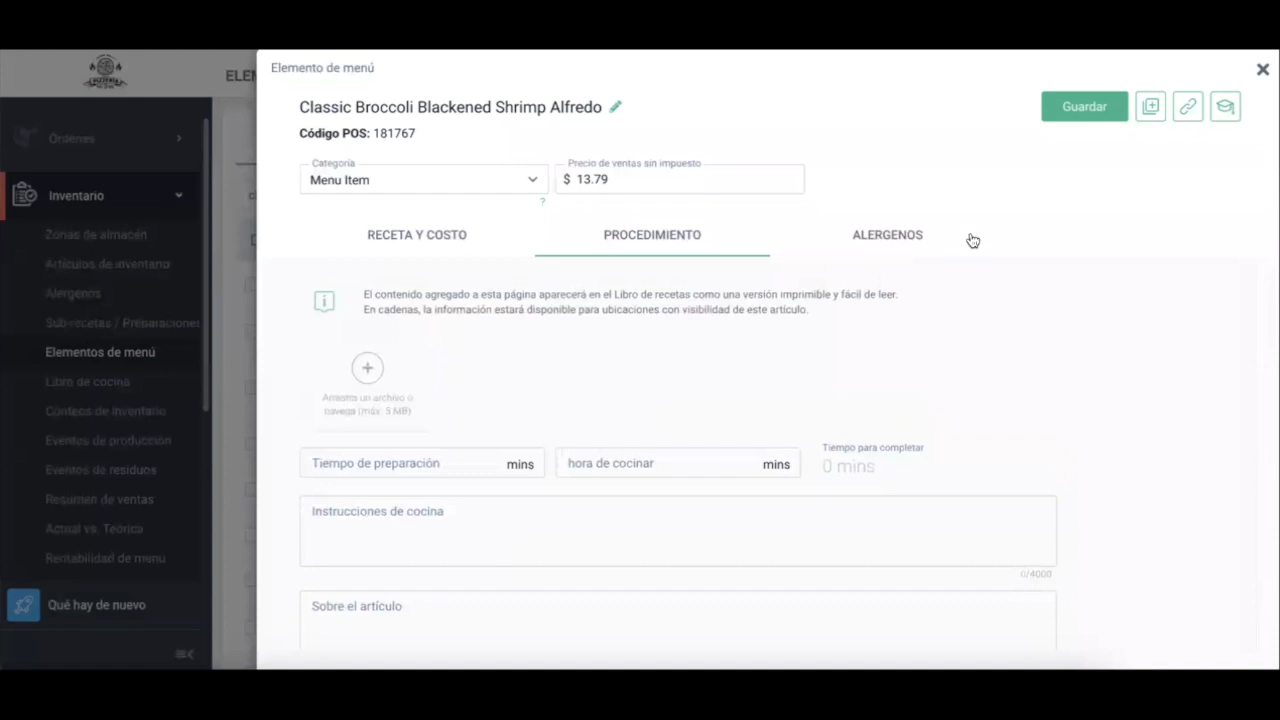 ELEM
Elemento de menú
Classic Broccoli Blackened Shrimp Alfredo
Código POS: 181767
Guardar
Categoría
Menu Item
?
Precio de ventas sin impuesto
$ 13.79
RECETA Y COSTO
PROCEDIMIENTO
ALERGENOS
i
El contenido agregado a esta página aparecerá en el Libro de recetas como una versión imprimible y fácil de leer.
En cadenas, la información estará disponible para ubicaciones con visibilidad de este artículo.
+
Arrastra un archivo o
navega (máx. 5 MB)
Tiempo de preparación mins
hora de cocinar mins
Tiempo para completar
0 mins
Instrucciones de cocina
0/4000
Sobre el artículo
Órdenes
Inventario
Zonas de almacén
Artículos de inventario
Alergenos
Sub-recetas / Preparaciones
Elementos de menú
Libro de cocina
Conteos de inventario
Eventos de producción
Eventos de residuos
Resumen de ventas
Actual vs. Teórica
Rentabilidad de menu
Qué hay de nuevo